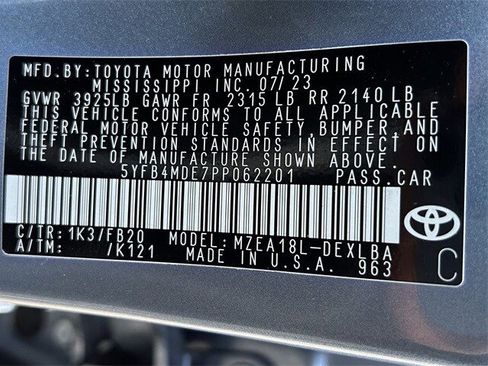 MFD.BY:TOYOTA MOTOR MANUFACTURING
MISSISSIPPI INC. 07/23
GVWR 3925LB GAWR FR 2315 LB RR 2140 LB
THIS VEHICLE CONFORMS TO ALL APPLICABLE
FEDERAL MOTOR VEHICLE SAFETY,BUMPER AND
THEFT PREVENTION STANDARDS IN EFFECT ON
THE DATE OF MANUFACTURE SHOWN ABOVE.
5YFB4MDE7PP062201 PASS.CAR
C/TR:1K3/FB20 MODEL:MZEA18L-DEXLBA
A/TM: /K121 MADE IN U.S.A. 963
C